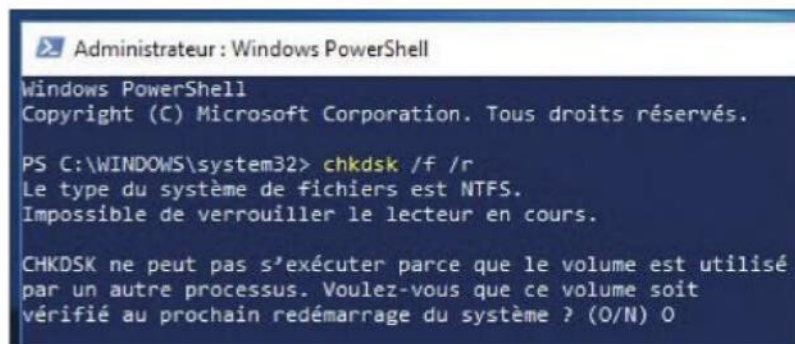 Administrateur : Windows PowerShell
Windows PowerShell
Copyright (C) Microsoft Corporation. Tous droits réservés.
PS C:\WINDOWS\system32> chkdsk /f /r
Le type du système de fichiers est NTFS.
Impossible de verrouiller le lecteur en cours.
CHKDSK ne peut pas s’exécuter parce que le volume est utilisé
par un autre processus. Voulez-vous que ce volume soit
vérifié au prochain redémarrage du système ? (O/N) O